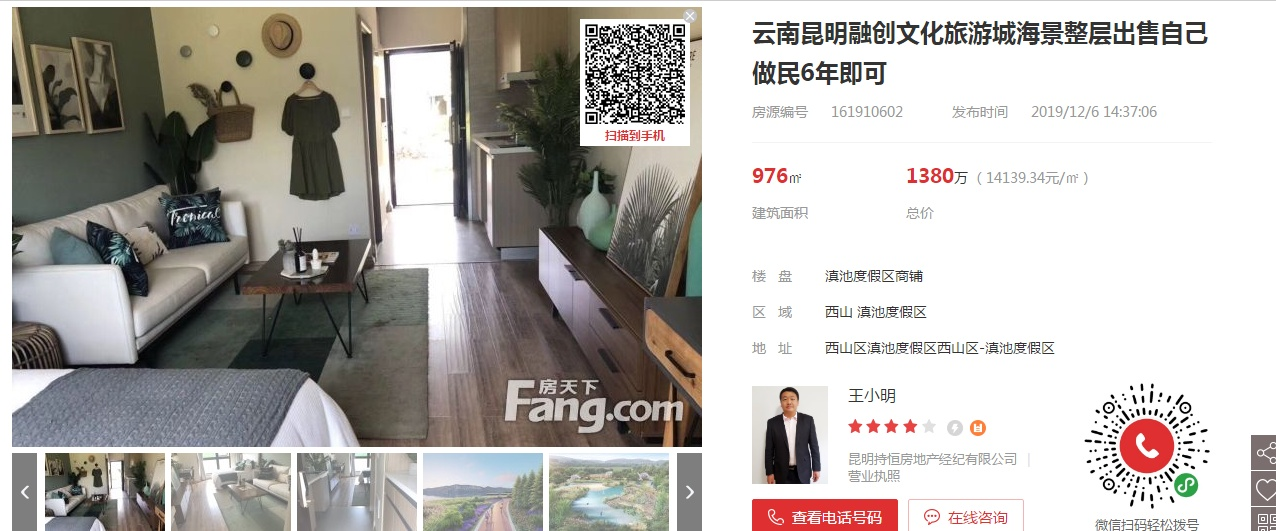 云南昆明融创文化旅游城海景整层出售自己
做民6年即可
房源编号 161910602 发布时间 2019/12/6 14:37:06
976㎡ 1380万 ( 14139.34元/㎡ )
建筑面积 总价
楼 盘 滇池度假区商铺
区 域 西山 滇池度假区
地 址 西山区滇池度假区西山区-滇池度假区
王小明
昆明持恒房地产经纪有限公司 |
营业执照
查看电话号码 在线咨询
微信扫码轻松拨号
扫描到手机
Tropical
房天下
Fang.com